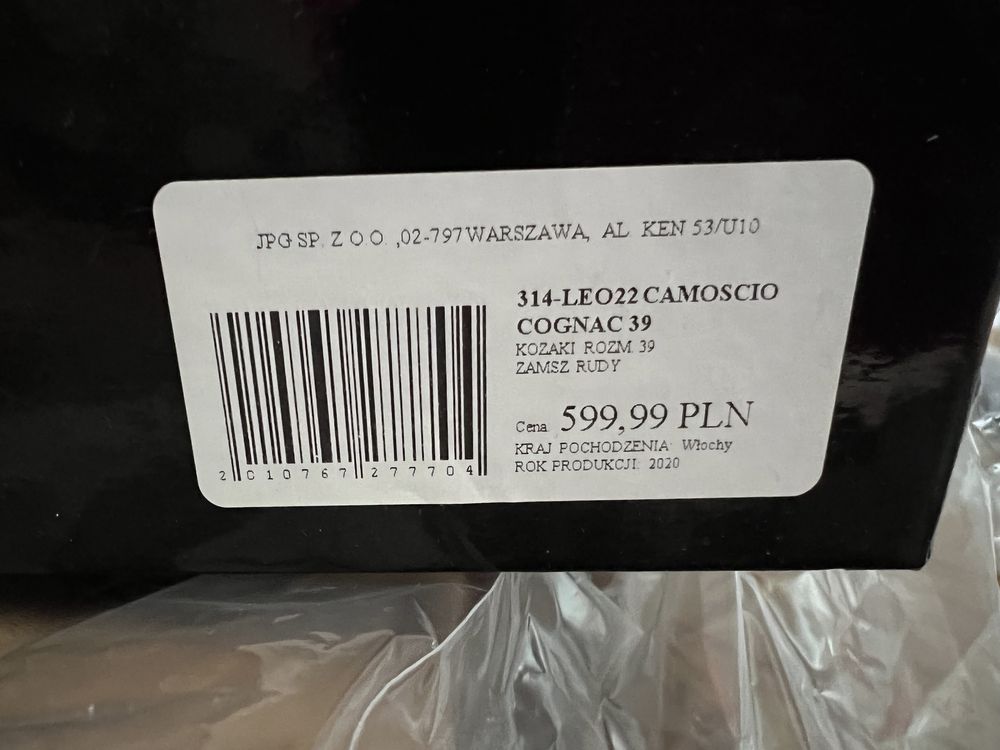 JPG SP. Z O.O. ,02-797 WARSZAWA, AL. KEN 53/U10
314-LEO22 CAMOSCIO
COGNAC 39
KOZAKI ROZM. 39
ZAMSZ RUDY
Cena: 599,99 PLN
KRAJ POCHODZENIA: Włochy
ROK PRODUKCJI: 2020
2 010767 277704